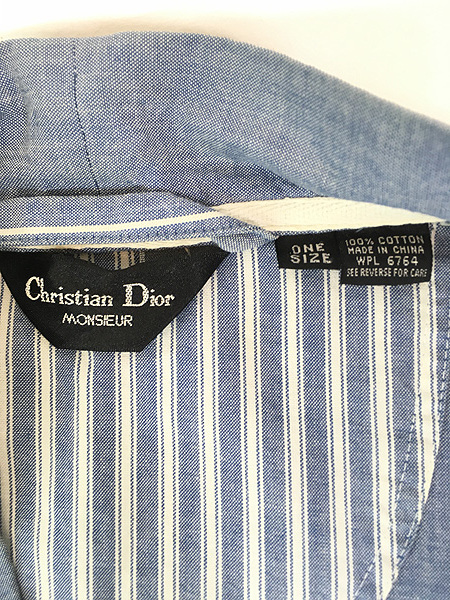 Christian Dior
MONSIEUR
ONE
SIZE
100% COTTON
MADE IN CHINA
WPL 6764
SEE REVERSE FOR CARE